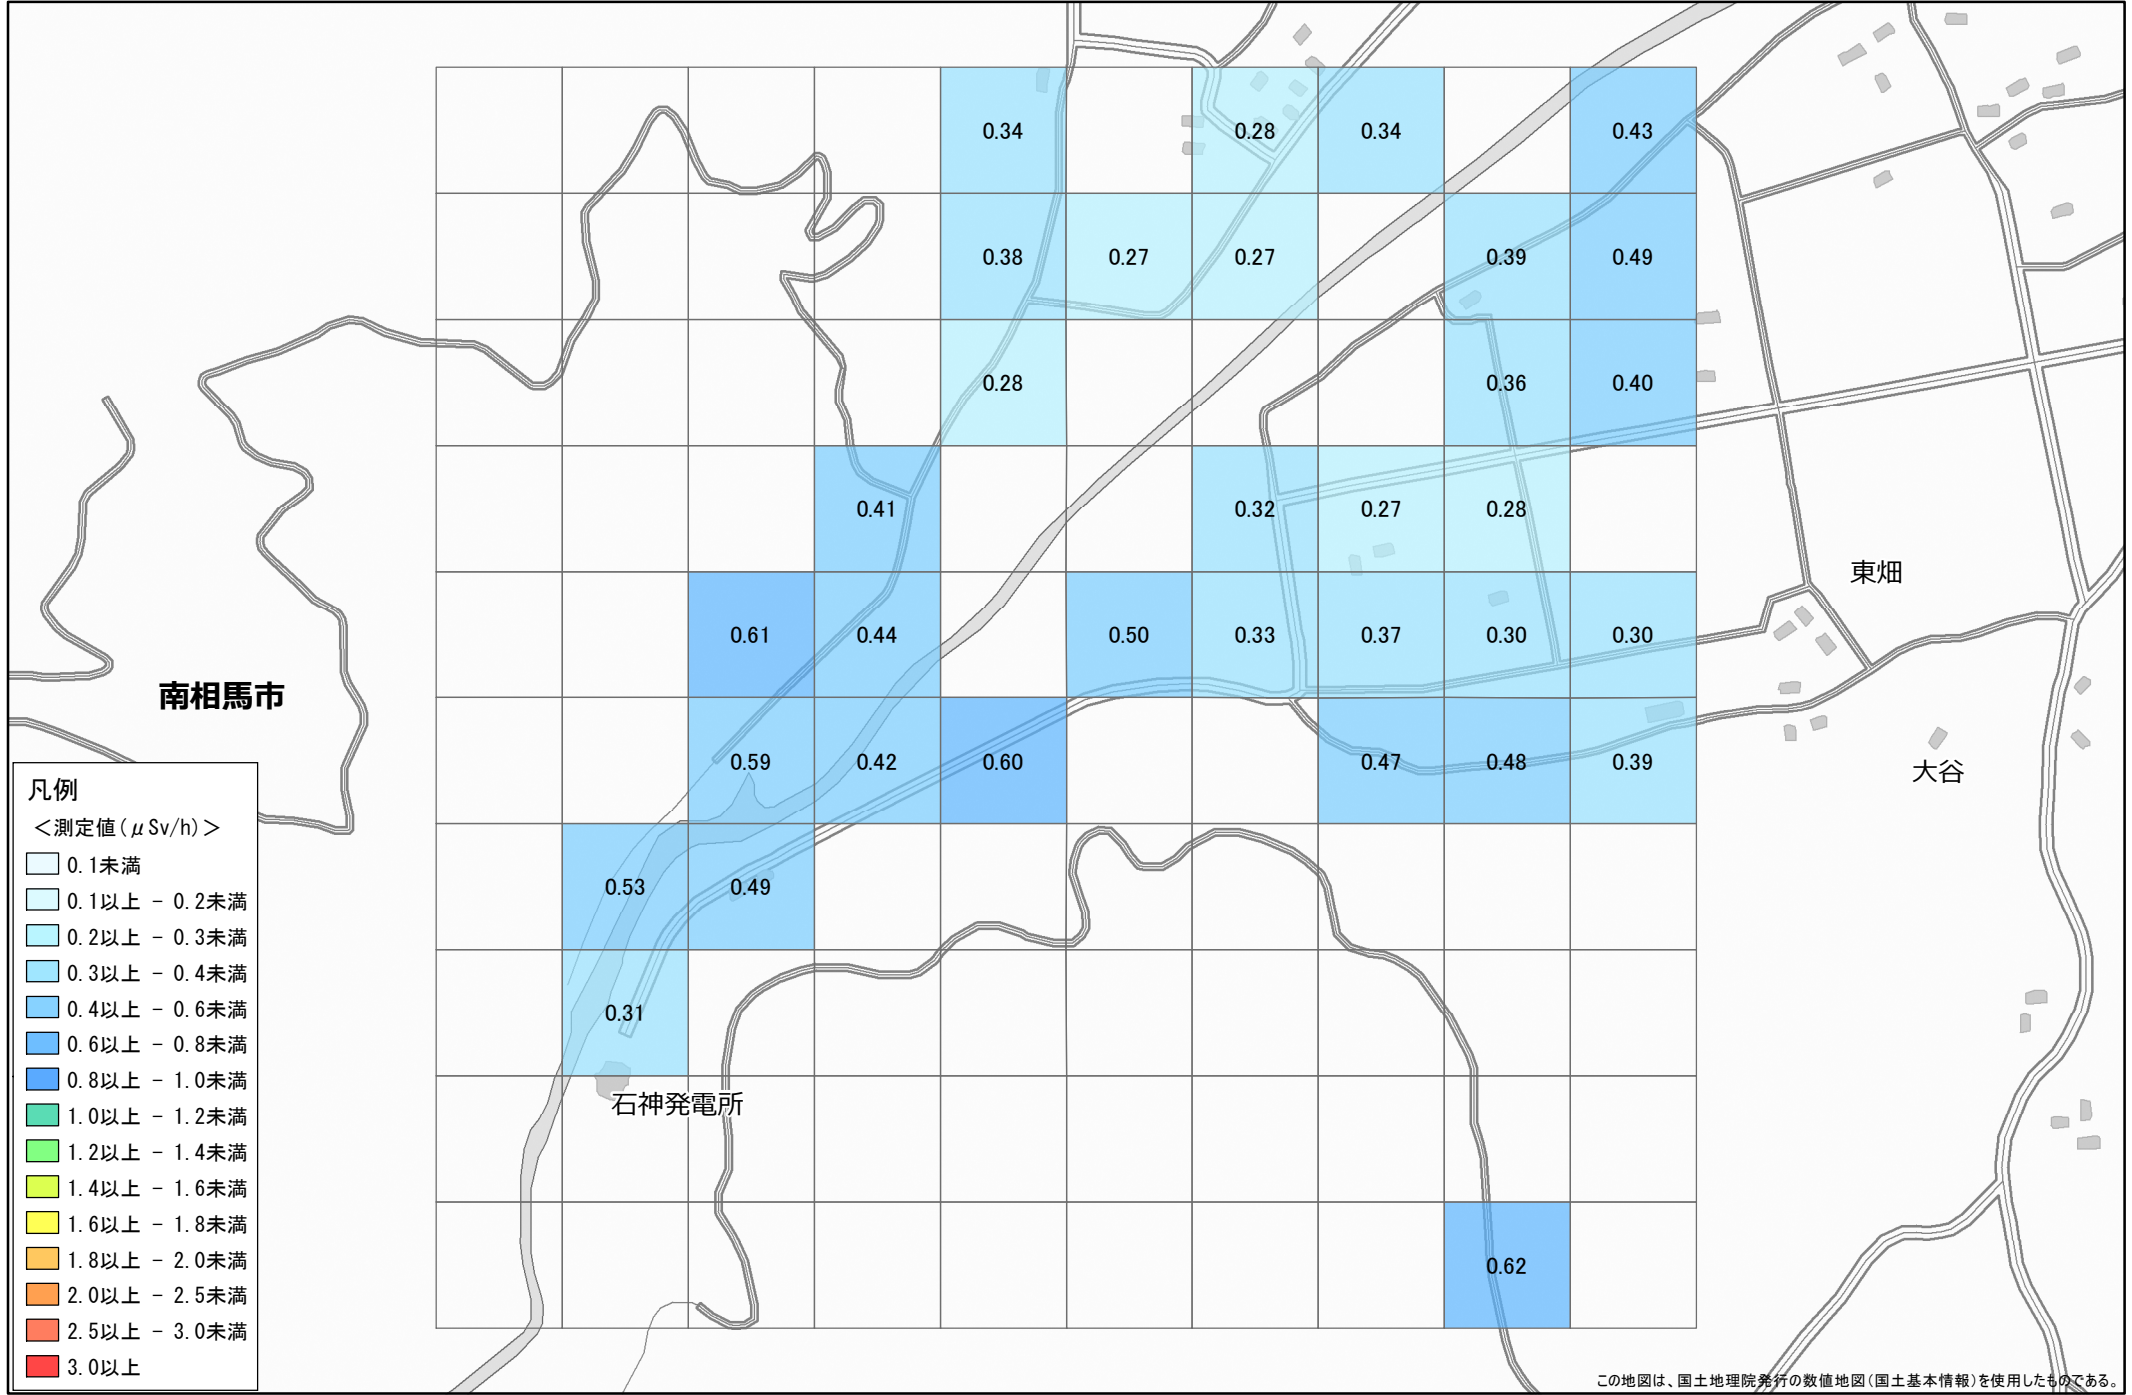 0.34 0.28 0.34 0.43
0.38 0.27 0.27 0.39 0.49
0.28 0.36 0.40
0.41 0.32 0.27 0.28
東畑
0.61 0.44 0.50 0.33 0.37 0.30 0.30
南相馬市
0.59 0.42 0.60 0.47 0.48 0.39
大谷
0.53 0.49
0.31
石神発電所
0.62
凡例
＜測定値(μSv/h)＞
0.1未満
0.1以上 - 0.2未満
0.2以上 - 0.3未満
0.3以上 - 0.4未満
0.4以上 - 0.6未満
0.6以上 - 0.8未満
0.8以上 - 1.0未満
1.0以上 - 1.2未満
1.2以上 - 1.4未満
1.4以上 - 1.6未満
1.6以上 - 1.8未満
1.8以上 - 2.0未満
2.0以上 - 2.5未満
2.5以上 - 3.0未満
3.0以上
この地図は、国土地理院発行の数値地図(国土基本情報)を使用したものである。